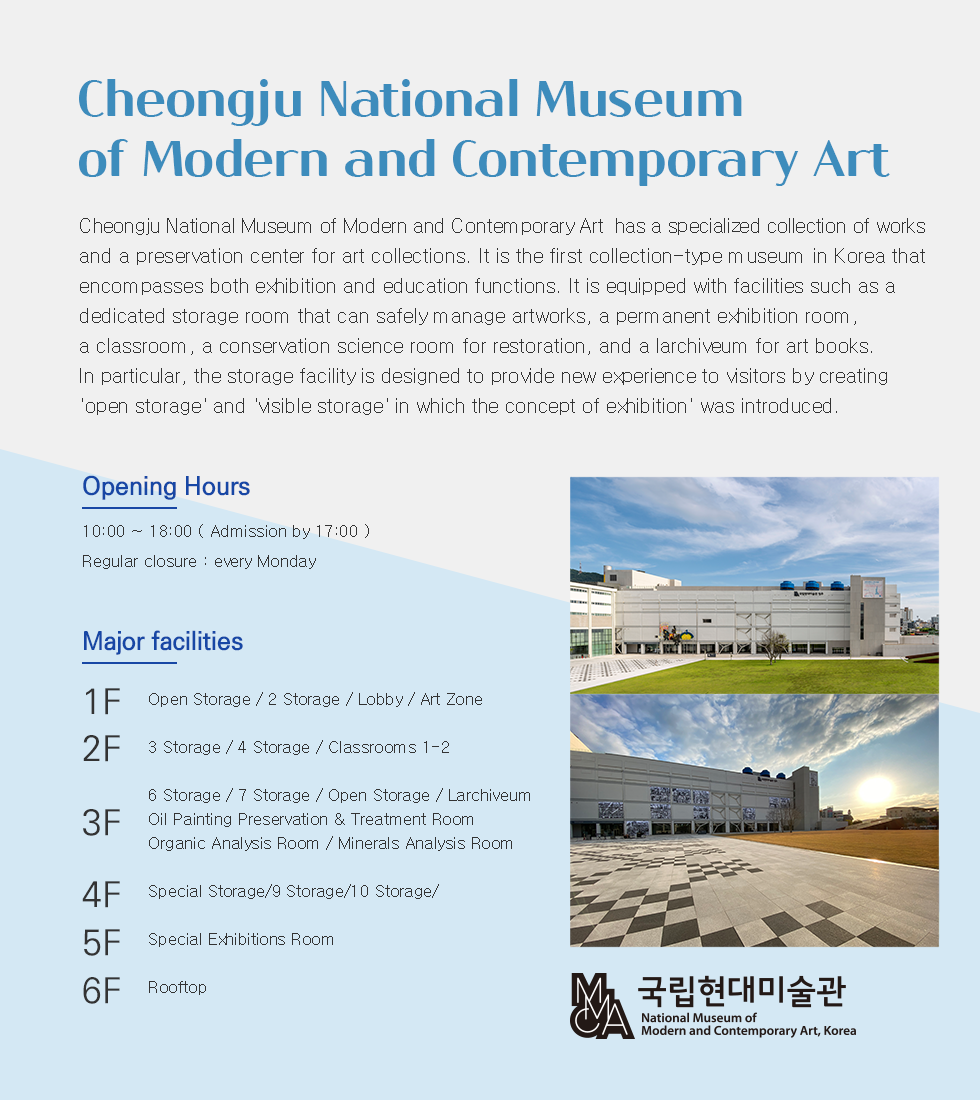 Cheongju National Museum
of Modern and Contemporary Art
Cheongju National Museum of Modern and Contemporary Art has a specialized collection of works
and a preservation center for art collections. It is the first collection-type museum in Korea that
encompasses both exhibition and education functions. It is equipped with facilities such as a
dedicated storage room that can safely manage artworks, a permanent exhibition room,
a classroom, a conservation science room for restoration, and a larchiveum for art books.
In particular, the storage facility is designed to provide new experience to visitors by creating
'open storage' and 'visible storage' in which the concept of exhibition' was introduced.
Opening Hours
10:00 ~ 18:00 ( Admission by 17:00 )
Regular closure : every Monday
Major facilities
1F Open Storage / 2 Storage / Lobby / Art Zone
2F 3 Storage / 4 Storage / Classrooms 1-2
3F 6 Storage / 7 Storage / Open Storage / Larchiveum
Oil Painting Preservation & Treatment Room
Organic Analysis Room / Minerals Analysis Room
4F Special Storage/9 Storage/10 Storage/
5F Special Exhibitions Room
6F Rooftop
MMCA 국립현대미술관
National Museum of
Modern and Contemporary Art, Korea